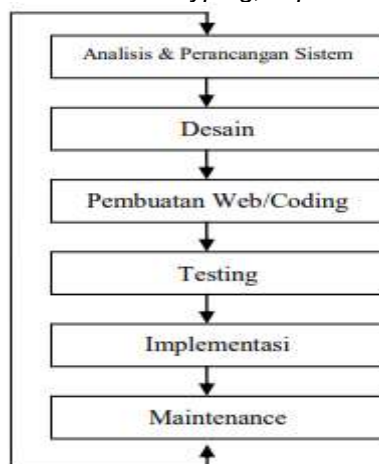 Analisis & Perancangan Sistem
Desain
Pembuatan Web/Coding
Testing
Implementasi
Maintenance